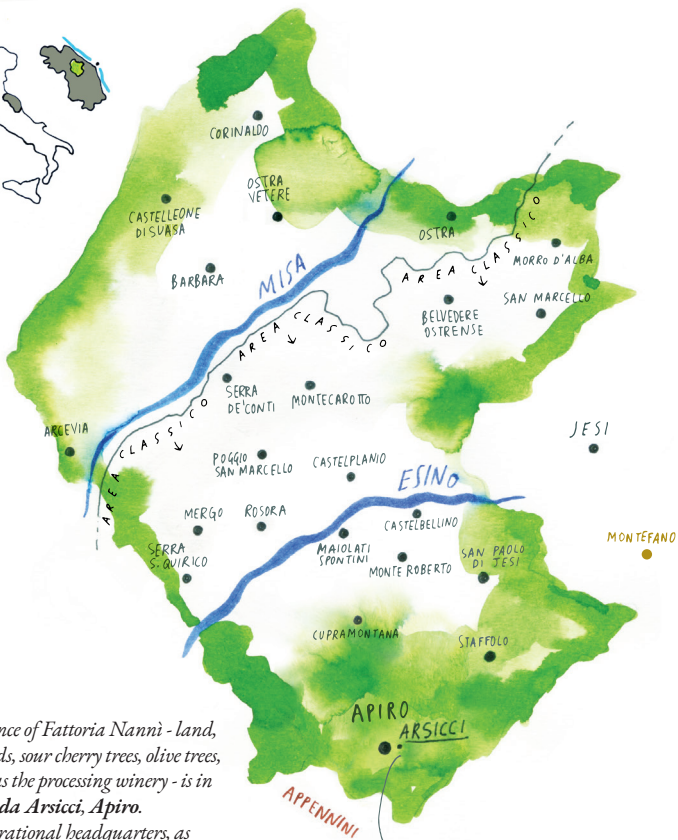 CORINALDO
OSTRA
VETERE
CASTELLEONE
DI SUASA
OSTRA
AREA CLASSICO
MORRO D'ALBA
BARBARA
MISA
SAN MARCELLO
BELVEDERE
OSTRENSE
AREA CLASSICO
SERRA
DE'CONTI
MONTECAROTTO
ARCEVIA
AREA CLASSICO
JESI
POGGIO
SAN MARCELLO
CASTELPLANIO
ESINO
MERGO
ROSORA
CASTELBELLINO
MONTEFANO
SERRA
S. QUIRICO
MAIOLATI
SPONTINI
MONTE ROBERTO
SAN PAOLO
DI JESI
CUPRAMONTANA
STAFFOLO
APIRO
ARSICCI
nce of Fattoria Nannì - land,
ds, sour cherry trees, olive trees,
us the processing winery - is in
da Arsicci, Apiro.
rational headquarters, as
APPENNINI